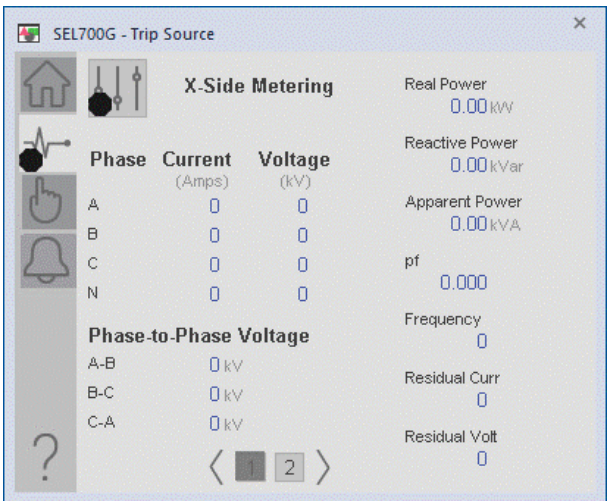 SEL700G - Trip Source
X-Side Metering
Phase Current Voltage
(Amps) (kV)
A 0 0
B 0 0
C 0 0
N 0 0
Phase-to-Phase Voltage
A-B 0 kV
B-C 0 kV
C-A 0 kV
1 2
Real Power
0.00 kW
Reactive Power
0.00 kVar
Apparent Power
0.00 kVA
pf
0.000
Frequency
0
Residual Curr
0
Residual Volt
0
?